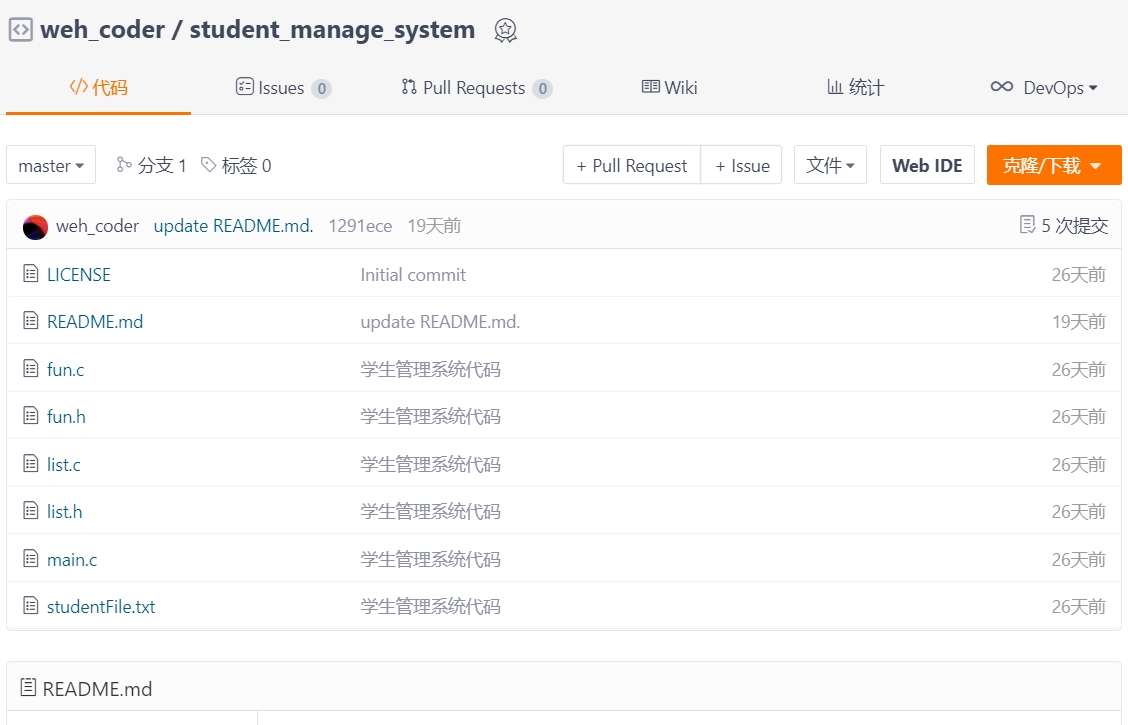 weh_coder / student_manage_system
代码 Issues 0 Pull Requests 0 Wiki 统计 DevOps
master 分支 1 标签 0 + Pull Request + Issue 文件 Web IDE 克隆/下载
weh_coder update README.md. 1291ece 19天前 5 次提交
LICENSE Initial commit 26天前
README.md update README.md. 19天前
fun.c 学生管理系统代码 26天前
fun.h 学生管理系统代码 26天前
list.c 学生管理系统代码 26天前
list.h 学生管理系统代码 26天前
main.c 学生管理系统代码 26天前
studentFile.txt 学生管理系统代码 26天前
README.md